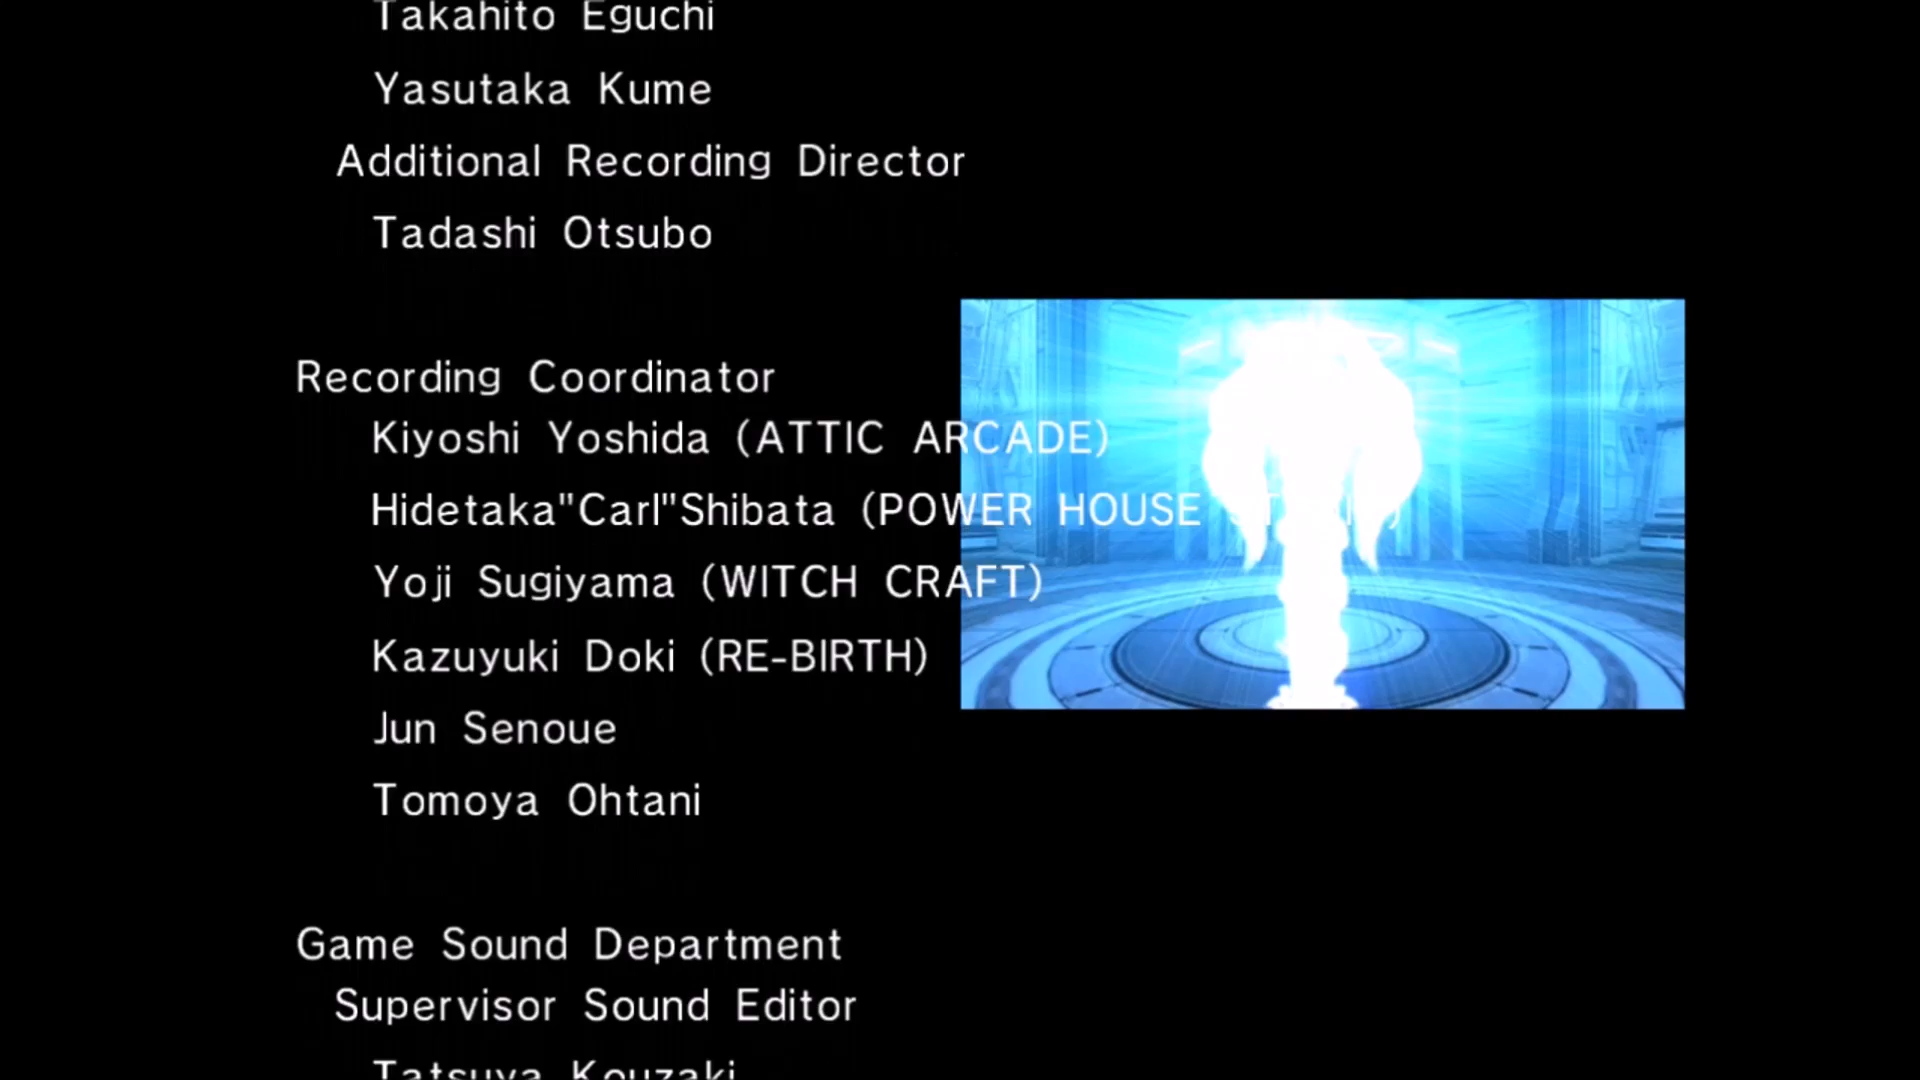 Takahito Eguchi
Yasutaka Kume
Additional Recording Director
Tadashi Otsubo
Recording Coordinator
Kiyoshi Yoshida (ATTIC ARCADE)
Hidetaka"Carl"Shibata (POWER HOUSE
Yoji Sugiyama (WITCH CRAFT)
Kazuyuki Doki (RE-BIRTH)
Jun Senoue
Tomoya Ohtani
Game Sound Department
Supervisor Sound Editor
Tatsuya Kouzaki